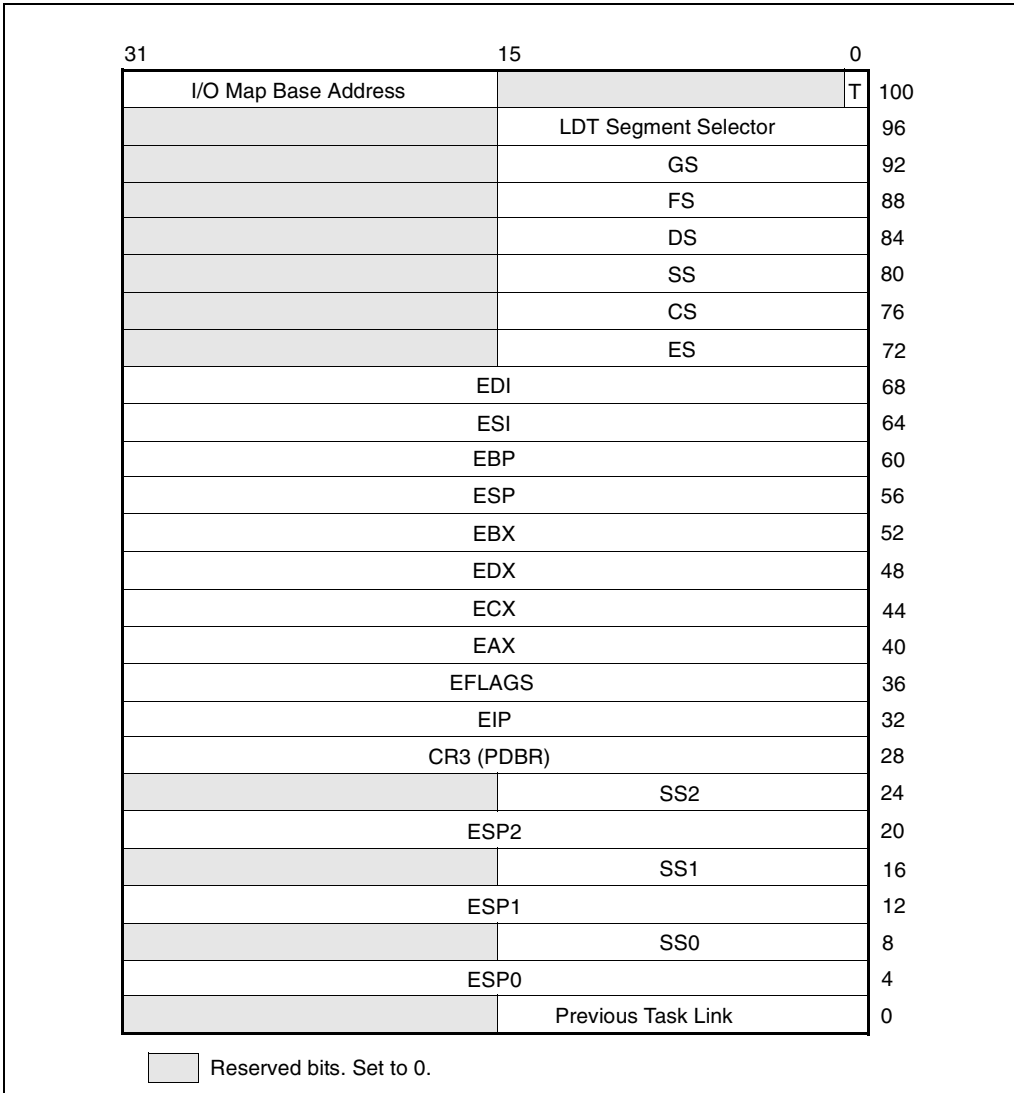 31 15 0
I/O Map Base Address T 100
LDT Segment Selector 96
GS 92
FS 88
DS 84
SS 80
CS 76
ES 72
EDI 68
ESI 64
EBP 60
ESP 56
EBX 52
EDX 48
ECX 44
EAX 40
EFLAGS 36
EIP 32
CR3 (PDBR) 28
SS2 24
ESP2 20
SS1 16
ESP1 12
SS0 8
ESP0 4
Previous Task Link 0
Reserved bits. Set to 0.